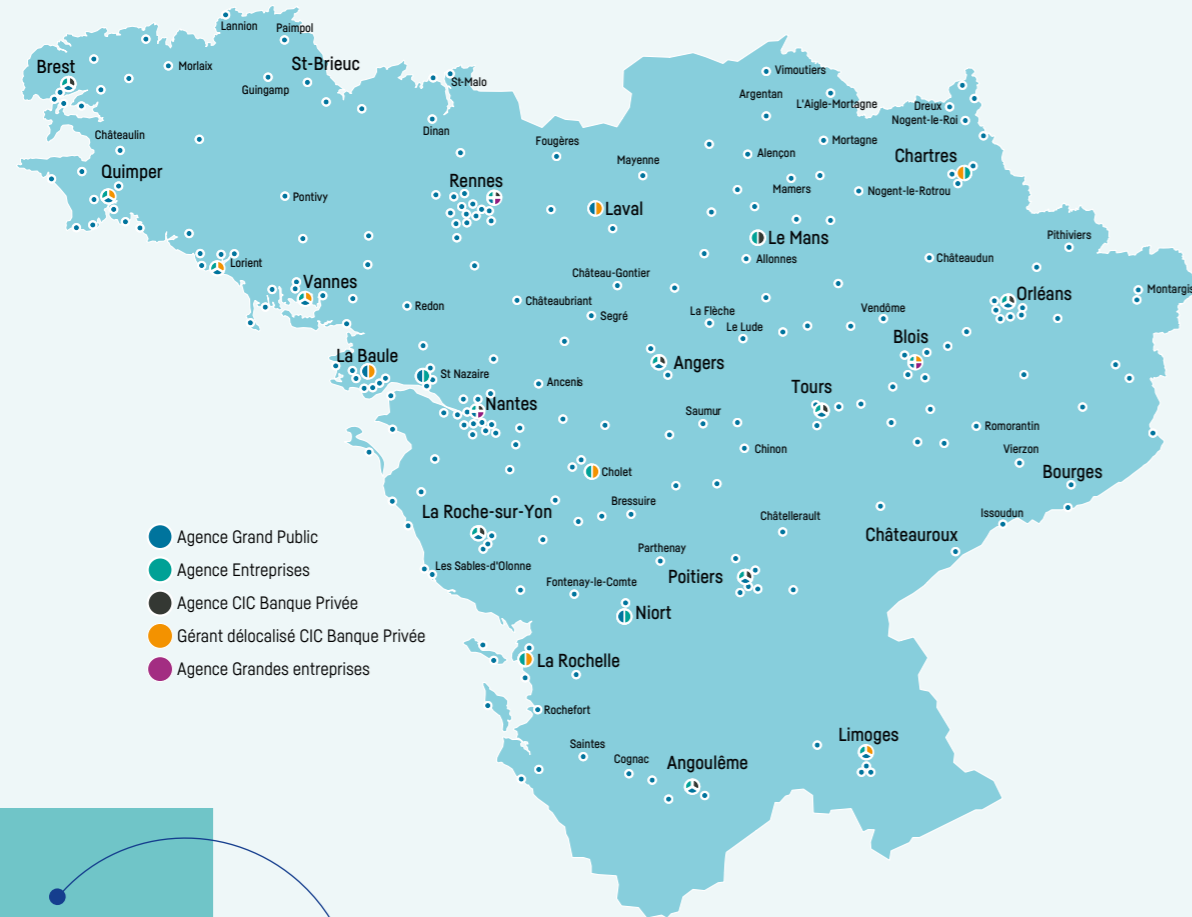 Lannion
Paimpol
Brest
Morlaix
St-Brieuc
Guingamp
St-Malo
Vimoutiers
Argentan
L'Aigle-Mortagne
Dreux
Nogent-le-Roi
Châteaulin
Dinan
Fougères
Mortagne
Alençon
Chartres
Mayenne
Quimper
Rennes
Mamers
Nogent-le-Rotrou
Pontivy
Laval
Le Mans
Pithiviers
Lorient
Allonnes
Châteaudun
Château-Gontier
Vannes
Montargis
Orléans
Redon
Châteaubriant
Segré
La Flèche
Vendôme
Le Lude
Blois
La Baule
Angers
St Nazaire
Ancenis
Tours
Nantes
Saumur
Romorantin
Chinon
Vierzon
Cholet
Bourges
Bressuire
La Roche-sur-Yon
Châtellerault
Issoudun
Châteauroux
Parthenay
Les Sables-d'Olonne
Poitiers
Fontenay-le-Comte
Niort
La Rochelle
Rochefort
Limoges
Saintes
Cognac
Angoulême
Agence Grand Public
Agence Entreprises
Agence CIC Banque Privée
Gérant délocalisé CIC Banque Privée
Agence Grandes entreprises